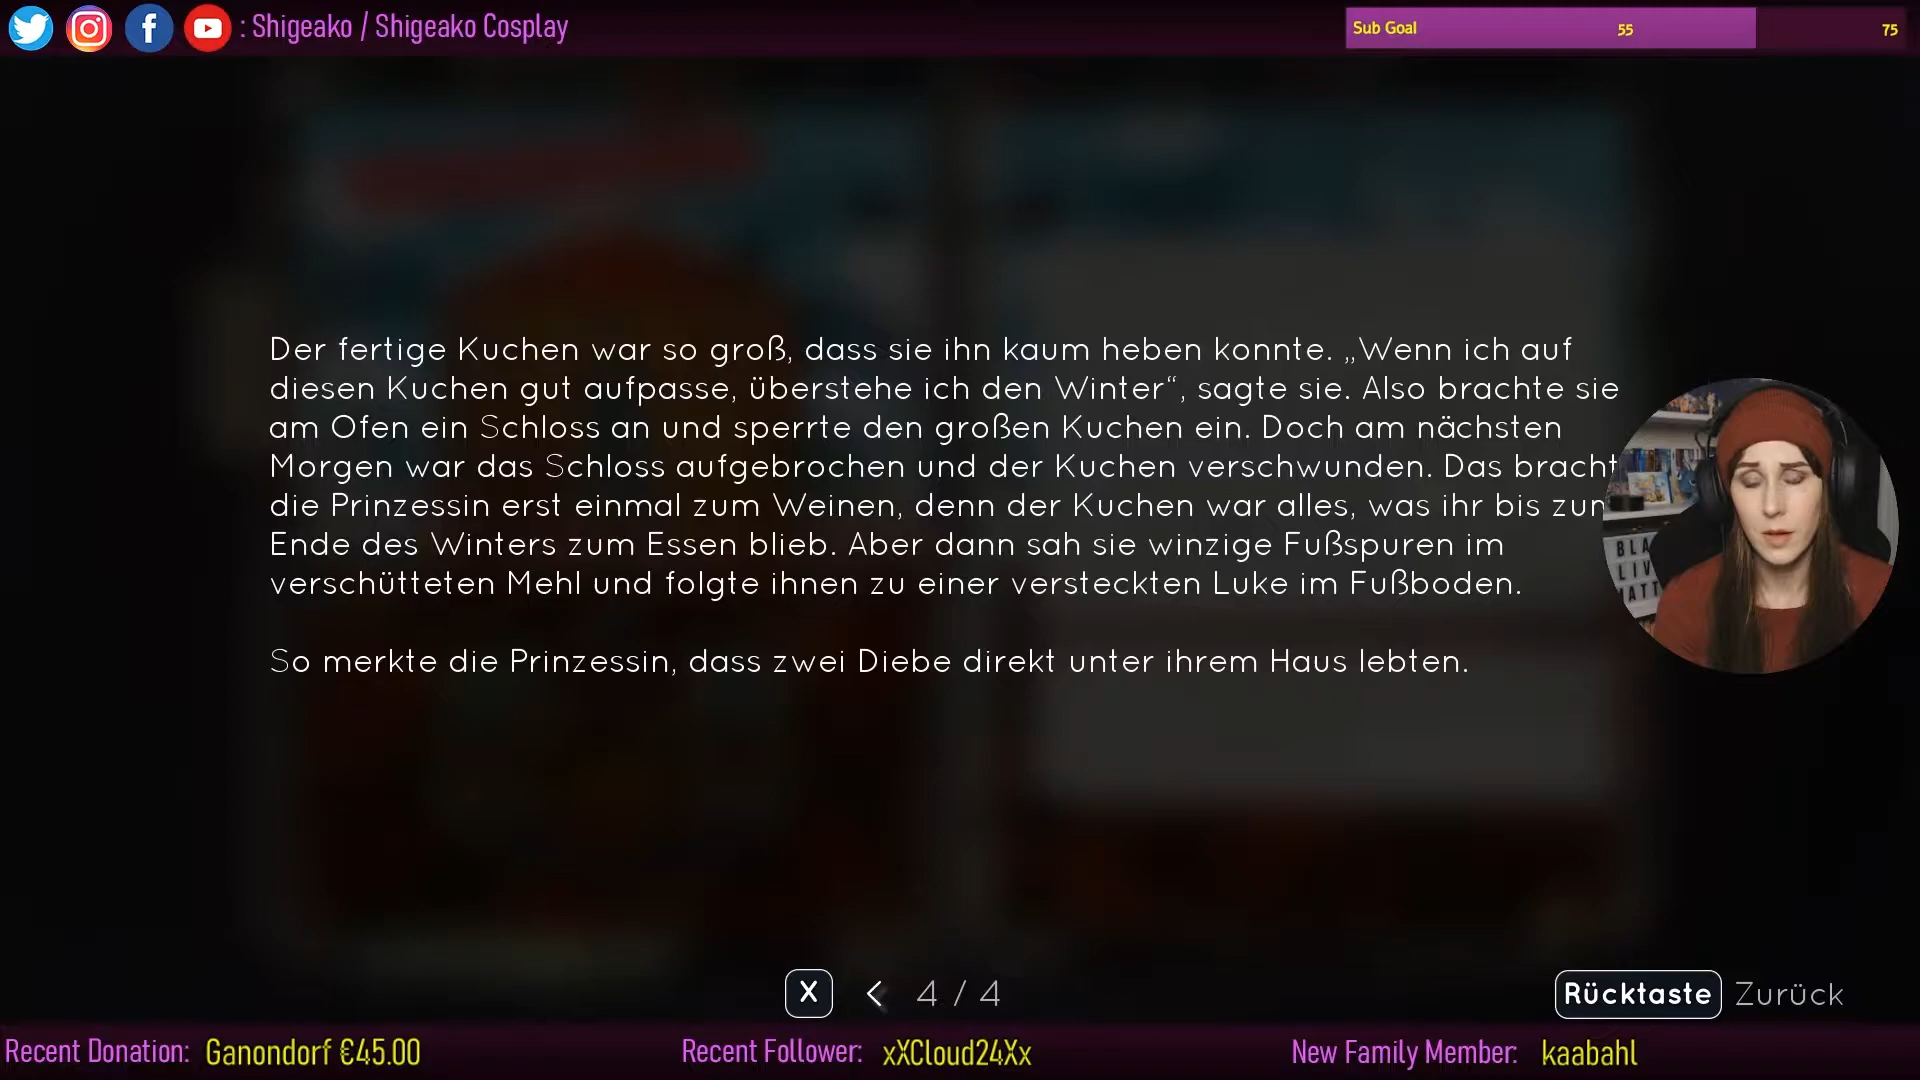 : Shigeako / Shigeako Cosplay
Sub Goal 55 75
Der fertige Kuchen war so groß, dass sie ihn kaum heben konnte. „Wenn ich auf
diesen Kuchen gut aufpasse, überstehe ich den Winter“, sagte sie. Also brachte sie
am Ofen ein Schloss an und sperrte den großen Kuchen ein. Doch am nächsten
Morgen war das Schloss aufgebrochen und der Kuchen verschwunden. Das bracht
die Prinzessin erst einmal zum Weinen, denn der Kuchen war alles, was ihr bis zum
Ende des Winters zum Essen blieb. Aber dann sah sie winzige Fußspuren im
verschütteten Mehl und folgte ihnen zu einer versteckten Luke im Fußboden.
So merkte die Prinzessin, dass zwei Diebe direkt unter ihrem Haus lebten.
X < 4 / 4
Rücktaste Zurück
Recent Donation: Ganondorf €45.00
Recent Follower: xXCloud24Xx
New Family Member: kaabahl